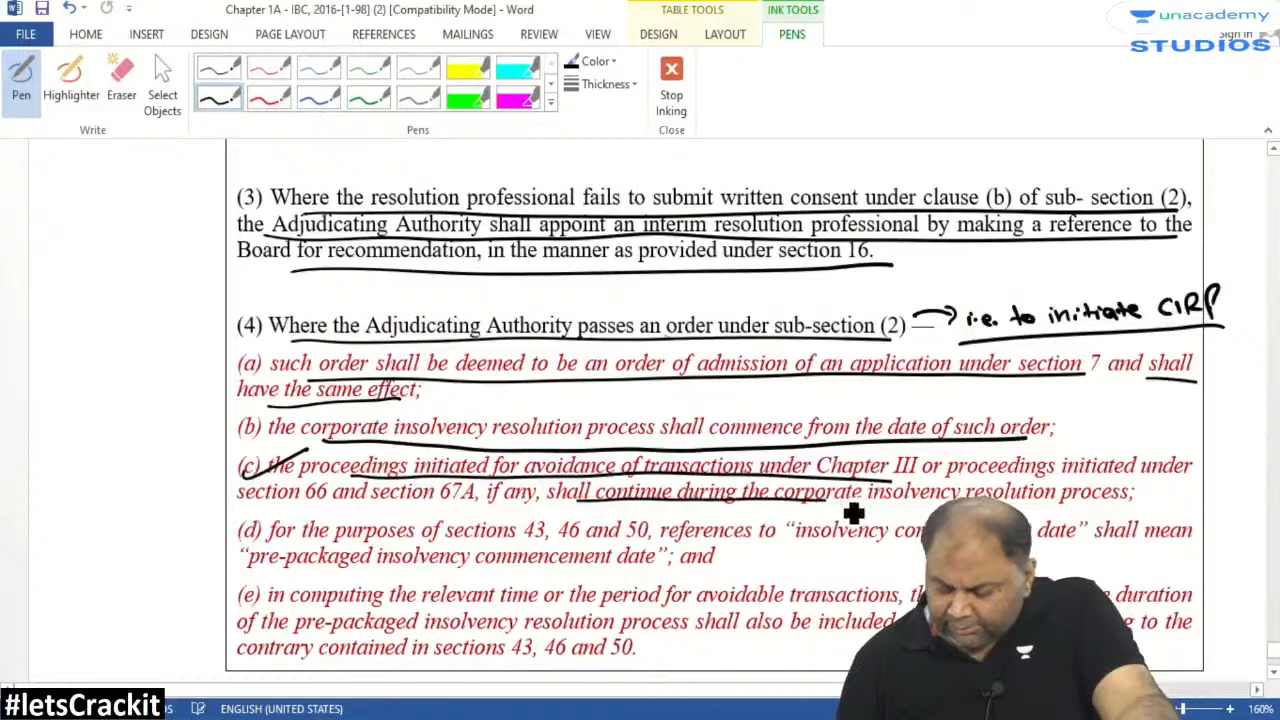 Chapter 1A - IBC, 2016-[1-98] (2) [Compatibility Mode] - Word
TABLE TOOLS
INK TOOLS
unacademy
STUDIOS
Sign in
FILE HOME INSERT DESIGN PAGE LAYOUT REFERENCES MAILINGS REVIEW VIEW DESIGN LAYOUT PENS
Pen Highlighter Eraser Select Objects
Color
Thickness
Stop Inking
Write Pens Close
(3) Where the resolution professional fails to submit written consent under clause (b) of sub- section (2),
the Adjudicating Authority shall appoint an interim resolution professional by making a reference to the
Board for recommendation, in the manner as provided under section 16.
(4) Where the Adjudicating Authority passes an order under sub-section (2) — i.e. to initiate CIRP
(a) such order shall be deemed to be an order of admission of an application under section 7 and shall
have the same effect;
(b) the corporate insolvency resolution process shall commence from the date of such order;
(c) the proceedings initiated for avoidance of transactions under Chapter III or proceedings initiated under
section 66 and section 67A, if any, shall continue during the corporate insolvency resolution process;
(d) for the purposes of sections 43, 46 and 50, references to “insolvency date” shall mean
“pre-packaged insolvency commencement date”; and
(e) in computing the relevant time or the period for avoidable transactions, duration
of the pre-packaged insolvency resolution process shall also be included to the
contrary contained in sections 43, 46 and 50.
#letsCrackit
ENGLISH (UNITED STATES)
160%